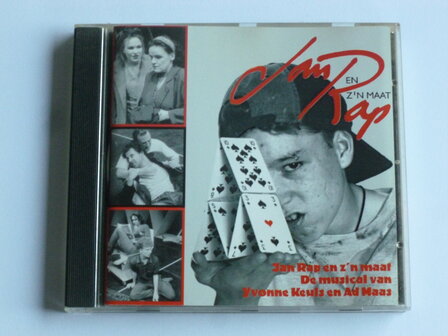 Jan
EN
Z'N MAAT
Rap
Jan Rap en z'n maat
De musical van
Yvonne Keuls en Ad Maas